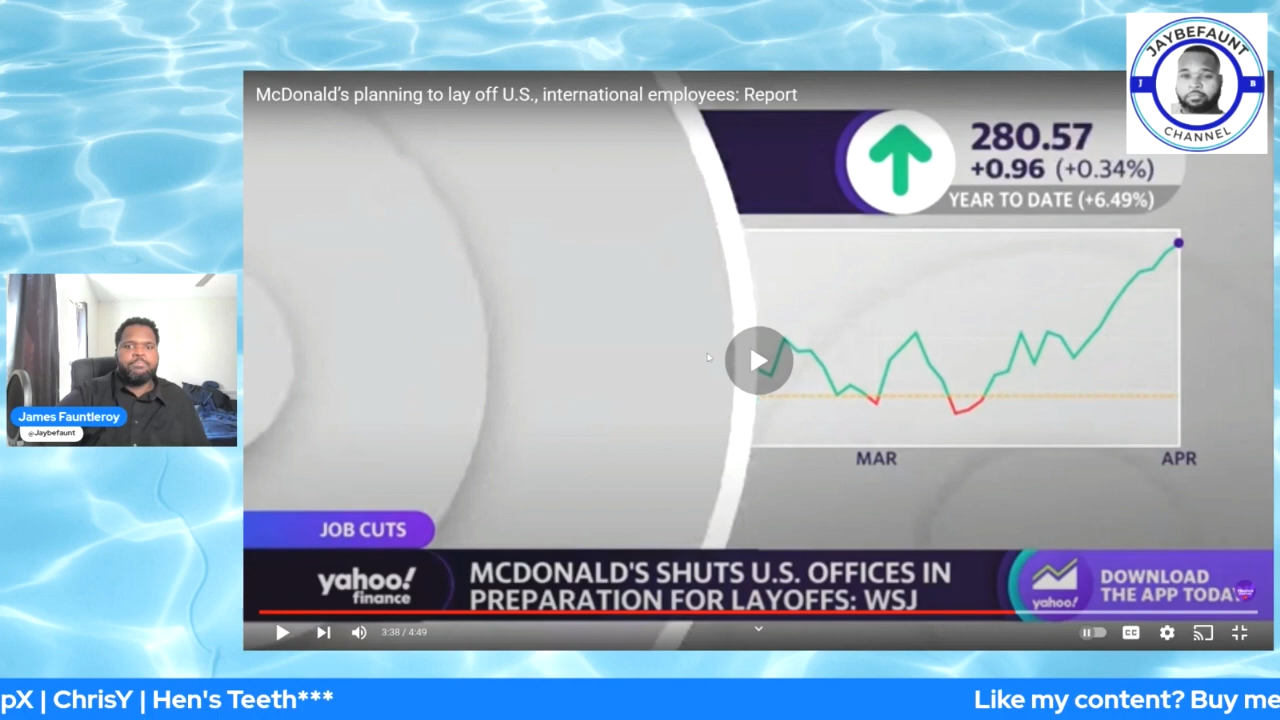 JAYBEFAUNT
J B
CHANNEL
McDonald’s planning to lay off U.S., international employees: Report
280.57
+0.96 (+0.34%)
YEAR TO DATE (+6.49%)
MAR APR
James Fauntleroy
@Jaybefaunt
JOB CUTS
yahoo!
finance
MCDONALD'S SHUTS U.S. OFFICES IN
PREPARATION FOR LAYOFFS: WSJ
yahoo!
DOWNLOAD
THE APP TODAY
3:38 / 4:49
CC
pX | ChrisY | Hen's Teeth***
Like my content? Buy me